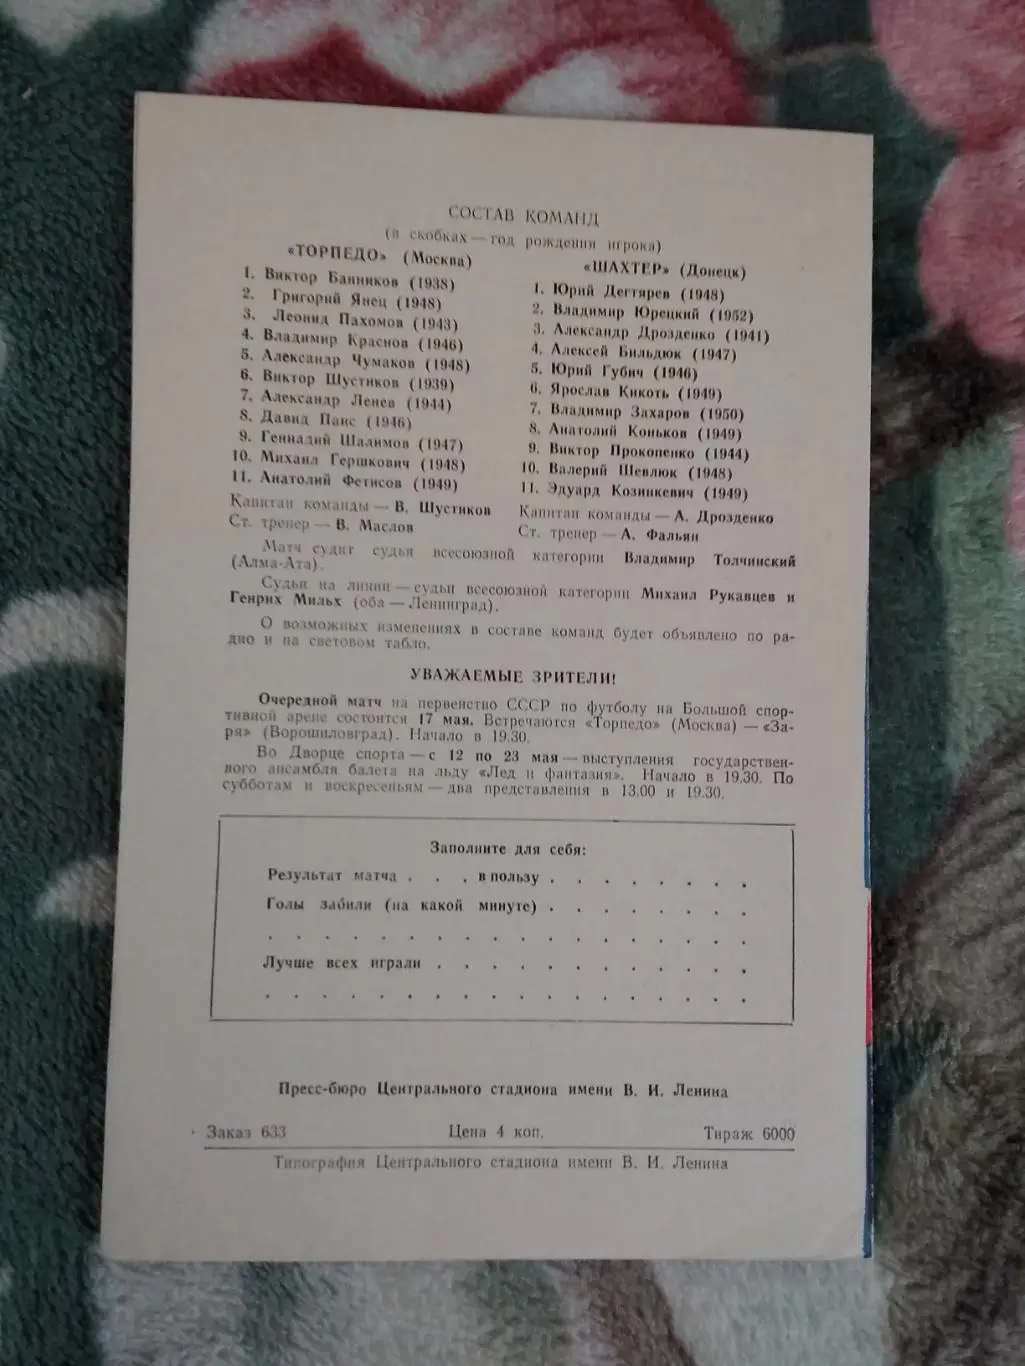 СОСТАВ КОМАНД
(в скобках — год рождения игрока)
«ТОРПЕДО» (Москва)
1. Виктор Банников (1938)
2. Григорий Янец (1948)
3. Леонид Пахомов (1943)
4. Владимир Краснов (1946)
5. Александр Чумаков (1948)
6. Виктор Шустиков (1939)
7. Александр Ленев (1944)
8. Давид Паис (1946)
9. Геннадий Шалимов (1947)
10. Михаил Гершкович (1948)
11. Анатолий Фетисов (1949)
Капитан команды — В. Шустиков
Ст. тренер — В. Маслов
«ШАХТЕР» (Донецк)
1. Юрий Дегтярев (1948)
2. Владимир Юрецкий (1952)
3. Александр Дрозденко (1941)
4. Алексей Бильдюк (1947)
5. Юрий Губич (1946)
6. Ярослав Кикоть (1949)
7. Владимир Захаров (1950)
8. Анатолий Коньков (1949)
9. Виктор Прокопенко (1944)
10. Валерий Шевлюк (1948)
11. Эдуард Козинкевич (1949)
Капитан команды — А. Дрозденко
Ст. тренер — А. Фальян
Матч судит судья всесоюзной категории Владимир Толчинский
(Алма-Ата).
Судьи на линии — судьи всесоюзной категории Михаил Рукавцев и
Генрих Мильх (оба — Ленинград).
О возможных изменениях в составе команд будет объявлено по ра-
дио и на световом табло.
УВАЖАЕМЫЕ ЗРИТЕЛИ!
Очередной матч на первенство СССР по футболу на Большой спор-
тивной арене состоится 17 мая. Встречаются «Торпедо» (Москва) — «За-
ря» (Ворошиловград). Начало в 19.30.
Во Дворце спорта — с 12 по 23 мая — выступления государствен-
ного ансамбля балета на льду «Лед и фантазия». Начало в 19.30. По
субботам и воскресеньям — два представления в 13.00 и 19.30.
Заполните для себя:
Результат матча . . . в пользу . . . . . . . .
Голы забили (на какой минуте) . . . . . . . .
. . . . . . . . . . . . . . . . . .
Лучше всех играли . . . . . . . . . . . .
. . . . . . . . . . . . . . . . . .
Пресс-бюро Центрального стадиона имени В. И. Ленина
Заказ 633 Цена 4 коп. Тираж 6000
Типография Центрального стадиона имени В. И. Ленина